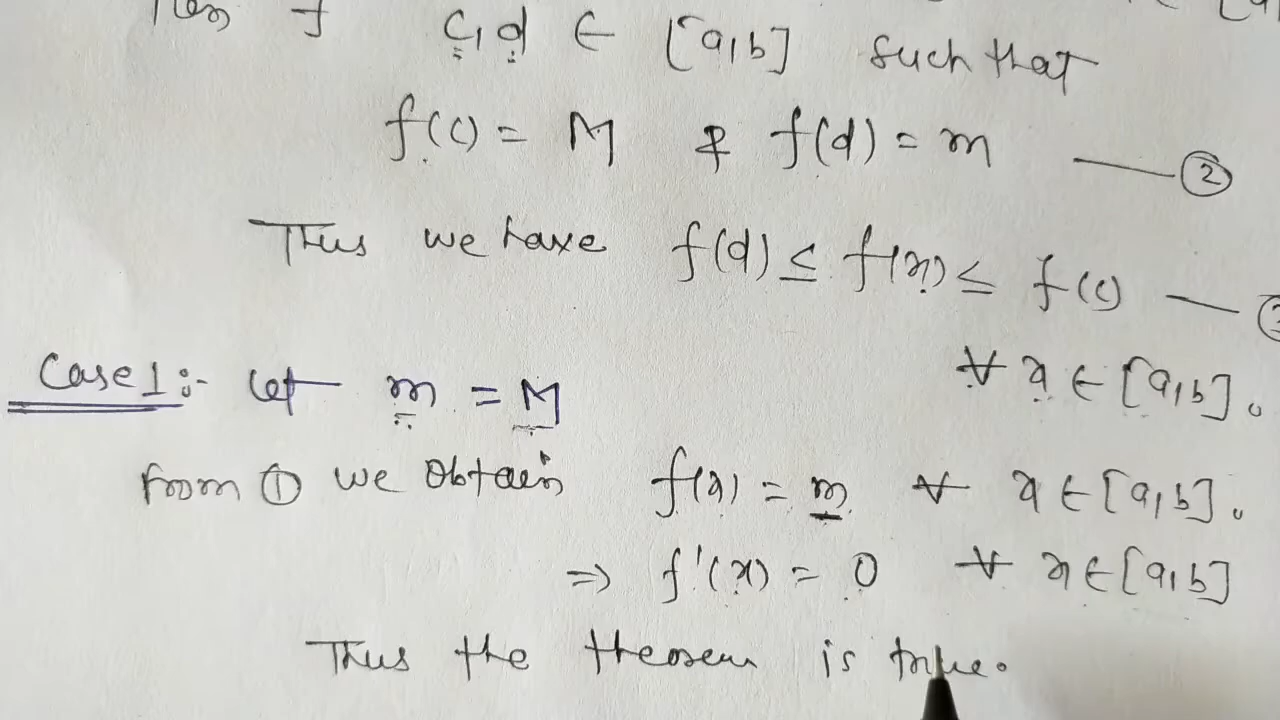 c, d ∈ [a, b] such that
f(c) = M & f(d) = m — ②
Thus we have f(d) ≤ f(x) ≤ f(c) —
∀ x ∈ [a, b].
Case 1:- Let m = M
from ① we obtain f(x) = m ∀ x ∈ [a, b].
⇒ f'(x) = 0 ∀ x ∈ [a, b]
Thus the theorem is true.